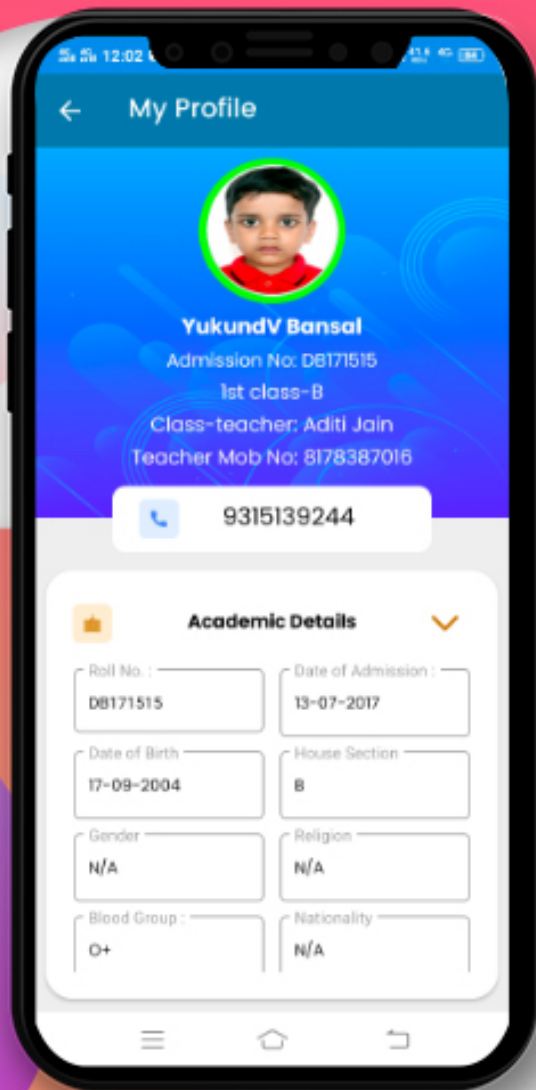 12:02
My Profile
YukundV Bansal
Admission No: DB171515
1st class-B
Class-teacher: Aditi Jain
Teacher Mob No: 8178387016
9315139244
Academic Details
Roll No. : Date of Admission :
DB171515 13-07-2017
Date of Birth House Section
17-09-2004 B
Gender Religion
N/A N/A
Blood Group : Nationality
O+ N/A